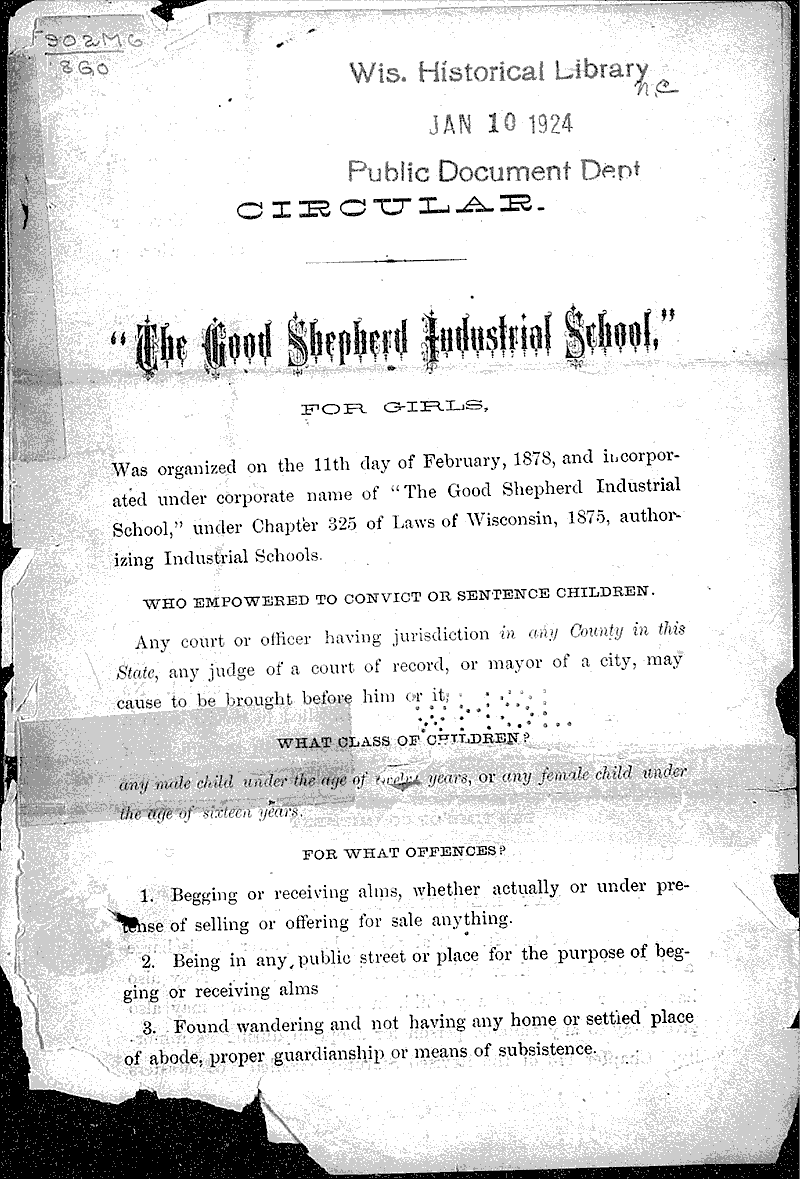 F902MG
8GO
Wis. Historical Library
nc
JAN 10 1924
Public Document Dept
CIRCULAR.
"The Good Shepherd Industrial School,"
FOR GIRLS,
Was organized on the 11th day of February, 1878, and incorpor-
ated under corporate name of "The Good Shepherd Industrial
School," under Chapter 325 of Laws of Wisconsin, 1875, author-
izing Industrial Schools.
WHO EMPOWERED TO CONVICT OR SENTENCE CHILDREN.
Any court or officer having jurisdiction in any County in this
State, any judge of a court of record, or mayor of a city, may
cause to be brought before him or it,
WHAT CLASS OF CHILDREN?
any male child under the age of twelve years, or any female child under
the age of sixteen years.
FOR WHAT OFFENCES?
1. Begging or receiving alms, whether actually or under pre-
tense of selling or offering for sale anything.
2. Being in any public street or place for the purpose of beg-
ging or receiving alms
3. Found wandering and not having any home or settled place
of abode, proper guardianship or means of subsistence.